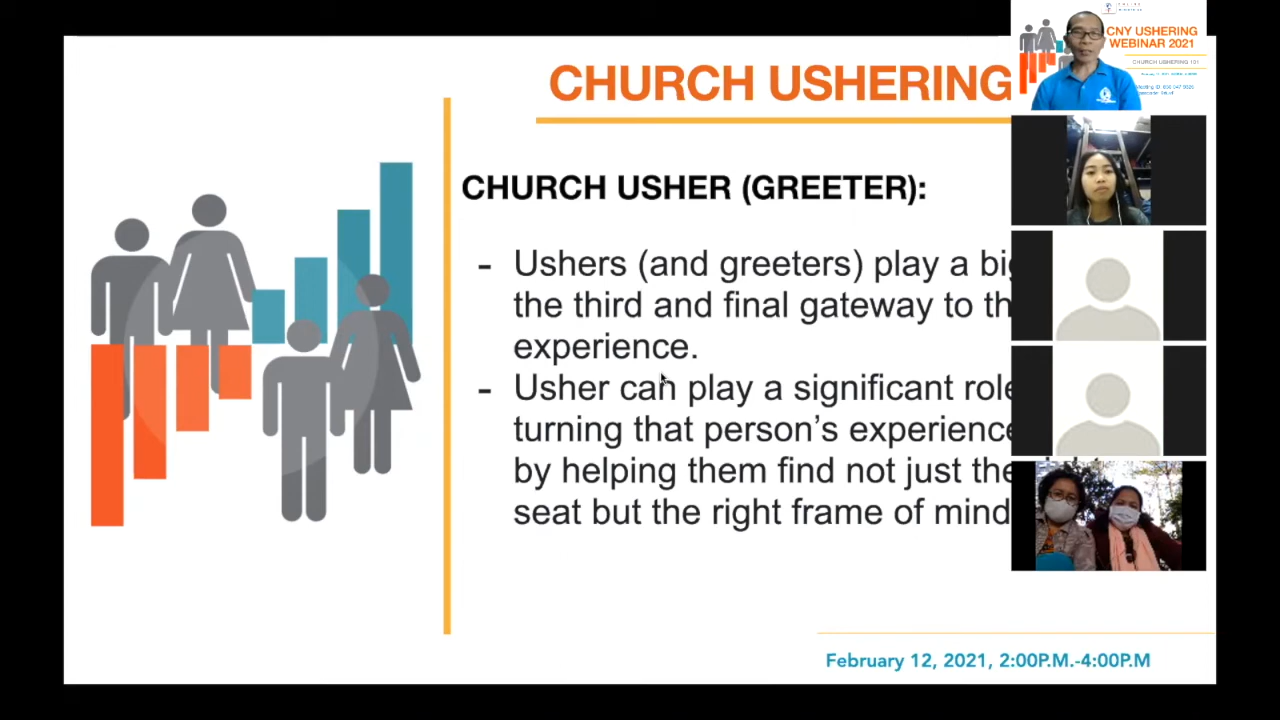 CHURCH USHERING
CHURCH USHER (GREETER):
- Ushers (and greeters) play a big
the third and final gateway to
experience.
- Usher can play a significant role
turning that person's experience
by helping them find not just the
seat but the right frame of mind
February 12, 2021, 2:00P.M.-4:00P.M
CNY USHERING
WEBINAR 2021
CHURCH USHERING 101